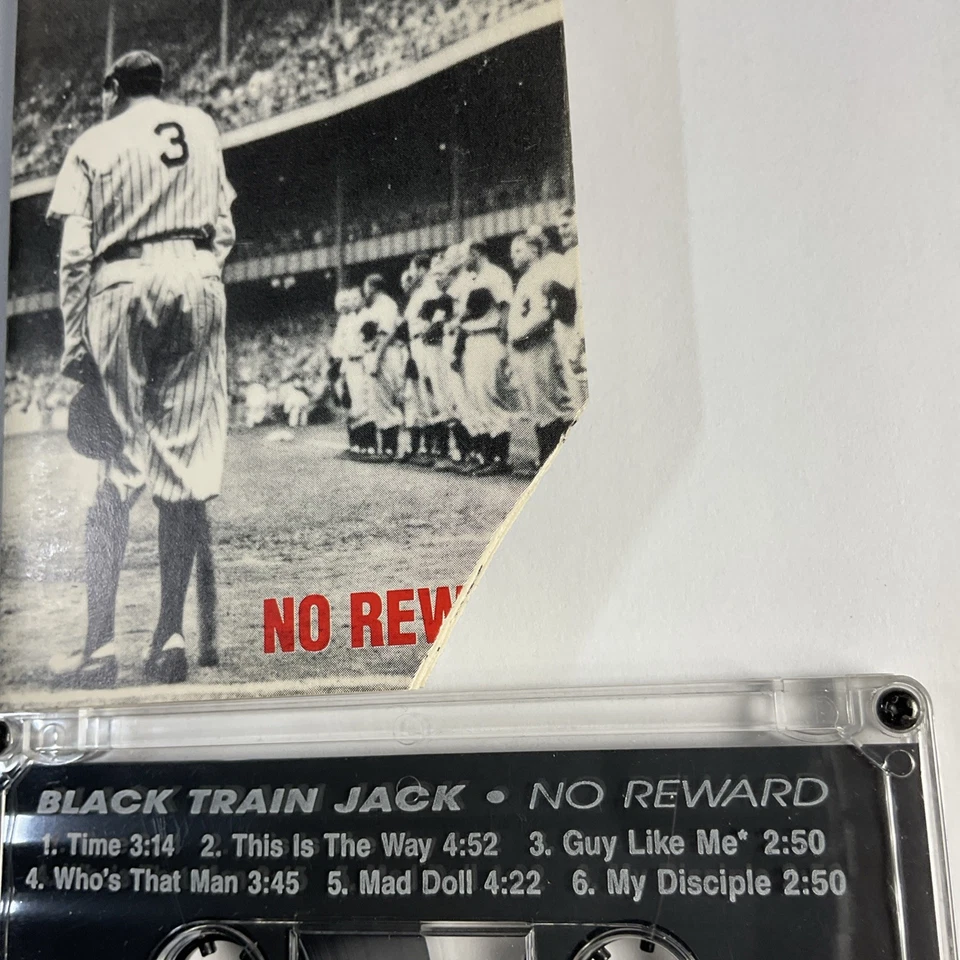 3
3
NO REW
BLACK TRAIN JACK • NO REWARD
1. Time 3:14 2. This Is The Way 4:52 3. Guy Like Me* 2:50
4. Who's That Man 3:45 5. Mad Doll 4:22 6. My Disciple 2:50